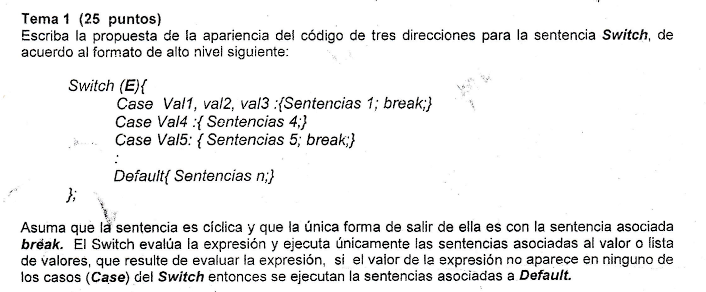 Tema 1 (25 puntos)
Escriba la propuesta de la apariencia del código de tres direcciones para la sentencia Switch, de
acuerdo al formato de alto nivel siguiente:
Switch (E){
Case Val1, val2, val3 :{Sentencias 1; break;}
Case Val4 :{ Sentencias 4;}
Case Val5: { Sentencias 5; break;}
:
Default{ Sentencias n;}
};
Asuma que la sentencia es cíclica y que la única forma de salir de ella es con la sentencia asociada
break. El Switch evalúa la expresión y ejecuta únicamente las sentencias asociadas al valor o lista
de valores, que resulte de evaluar la expresión, si el valor de la expresión no aparece en ninguno de
los casos (Case) del Switch entonces se ejecutan la sentencias asociadas a Default.